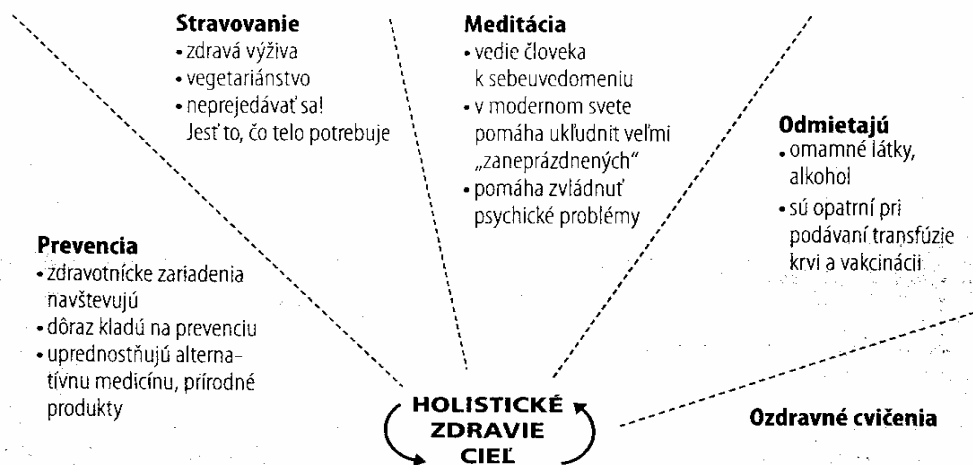 Stravovanie
• zdravá výživa
• vegetariánstvo
• neprejedávať sa!
Jesť to, čo telo potrebuje
Meditácia
• vedie človeka
k sebeuvedomeniu
• v modernom svete
pomáha ukľudnit veľmi
„zaneprázdnených“
• pomáha zvládnuť
psychické problémy
Odmietajú
• omamné látky,
alkohol
• sú opatrní pri
podávaní transfúzie
krvi a vakcinácii
Prevencia
• zdravotnícke zariadenia
navštevujú
• dôraz kladú na prevenciu
• uprednostňujú alterna–
tívnu medicínu, prírodné
produkty
HOLISTICKÉ
ZDRAVIE
CIEĽ
Ozdravné cvičenia